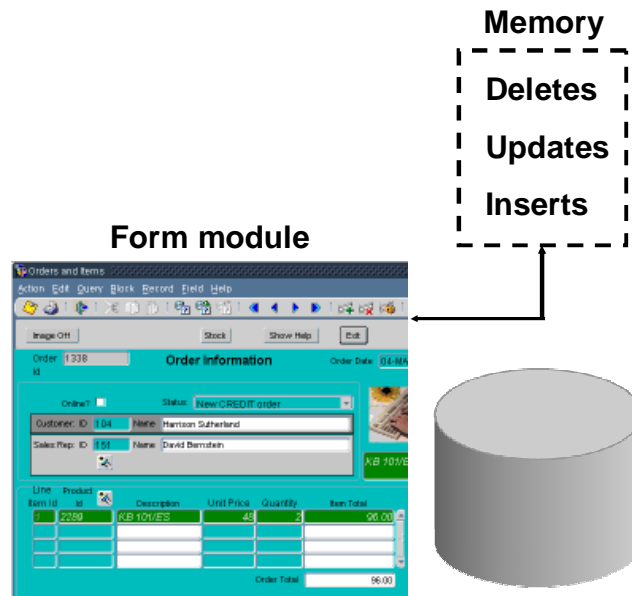 Memory
Deletes
Updates
Inserts
Form module
Orders and Items
Action Edit Query Block Record Field Help
Image Off Stock Show Help Exit
Order Id 1338 Order Information Order Date 04-MA
Online? Status New CREDIT order
Customer: ID 104 Name Harrison Sutherland
Sales Rep: ID 151 Name David Bernstein
KB 101/E
Line Item Id Product Id Description Unit Price Quantity Item Total
1 2289 KB 101/ES 48 2 96.00
Order Total 96.00